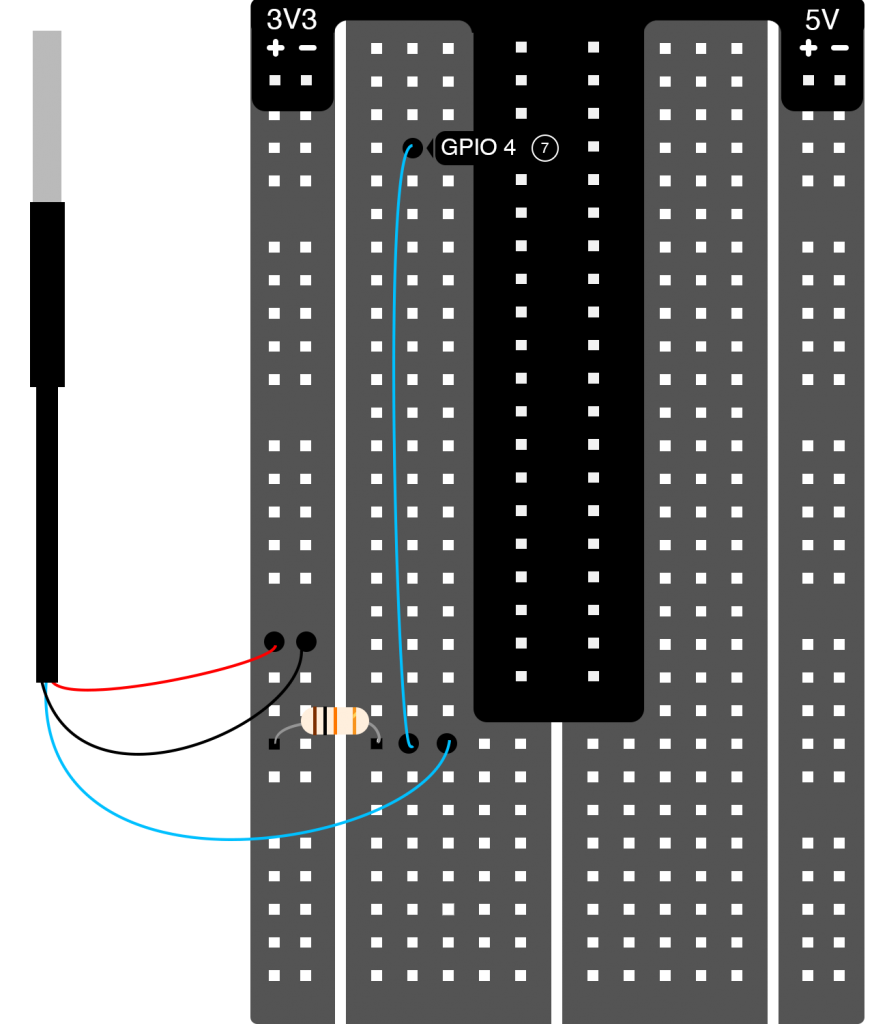 3V3
5V
+ −
+ −
GPIO 4 7